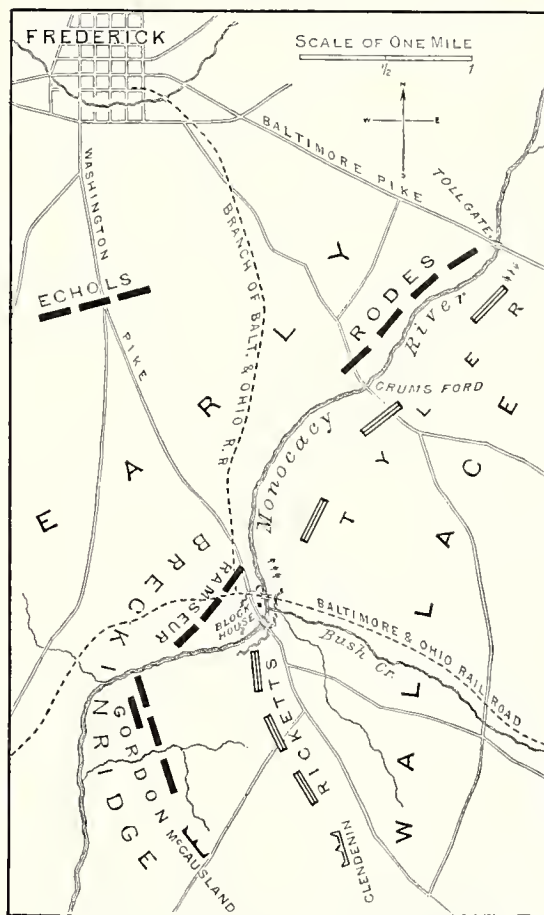 FREDERICK
SCALE OF ONE MILE
1/2
1
N
W
E
BALTIMORE PIKE
TOLLGATE
WASHINGTON
PIKE
BRANCH OF BALT. & OHIO R.R.
ECHOLS
RODES
River
Monocacy
CRUMS FORD
EARLY
TYLER
WALLACE
BRECKINRIDGE
RAMSEUR
BLOCK
HOUSE
BALTIMORE & OHIO RAIL ROAD
Bush Cr.
RICKETTS
GORDON
McCAUSLAND
CLENDENIN